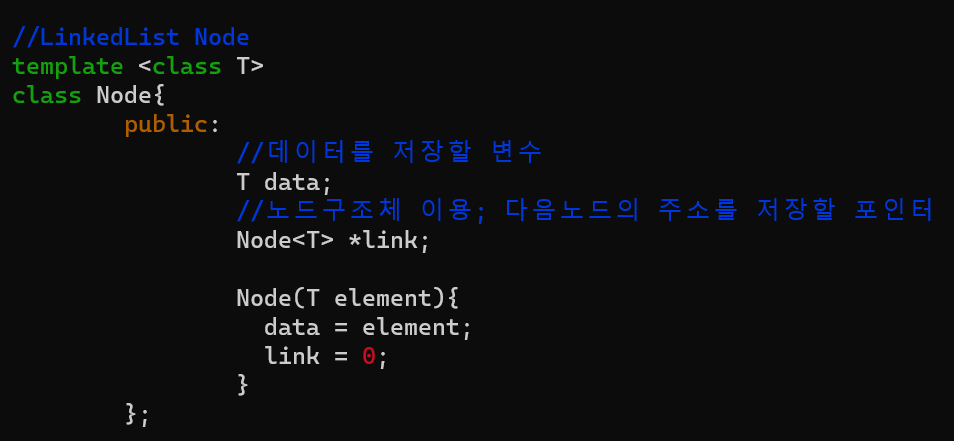 //LinkedList Node
template <class T>
class Node{
public:
//데이터를 저장할 변수
T data;
//노드구조체 이용; 다음노드의 주소를 저장할 포인터
Node<T> *link;
Node(T element){
data = element;
link = 0;
}
};